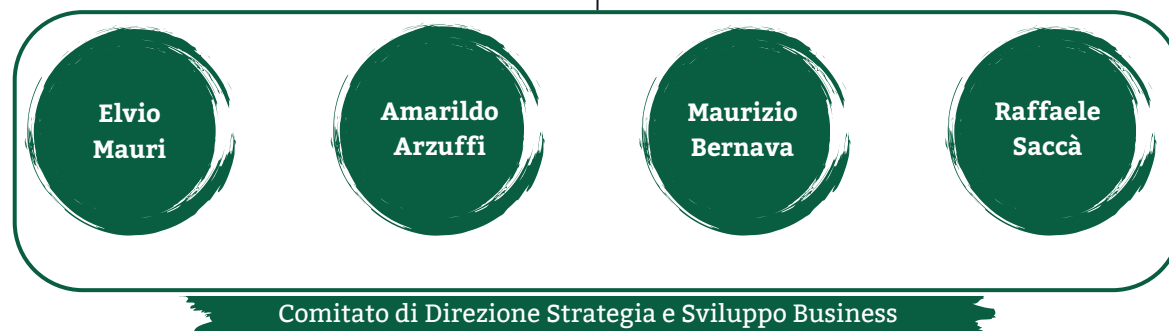 Elvio
Mauri
Amarildo
Arzuffi
Maurizio
Bernava
Raffaele
Saccà
Comitato di Direzione Strategia e Sviluppo Business